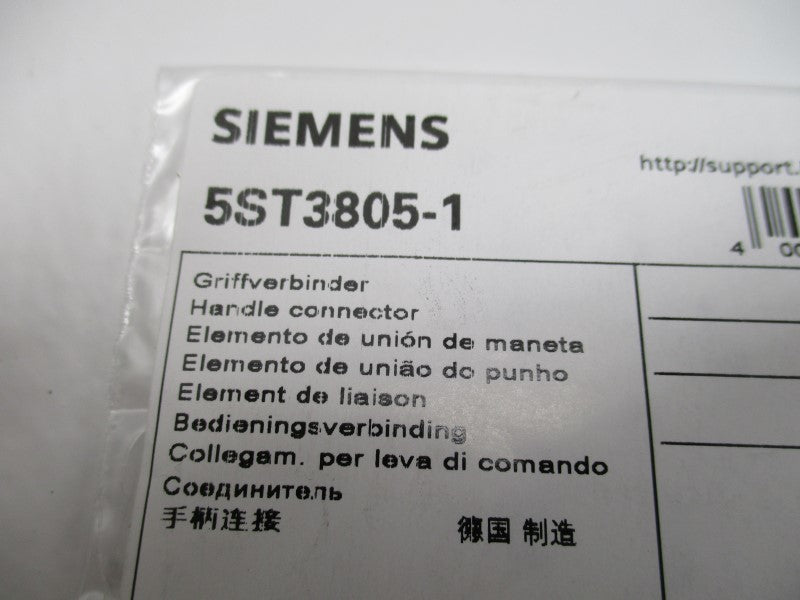 SIEMENS
http://support.
5ST3805-1
4 00
Griffverbinder
Handle connector
Elemento de unión de maneta
Elemento de união do punho
Element de liaison
Bedieningsverbinding
Collegam. per leva di comando
Соединитель
手柄连接 德国 制造